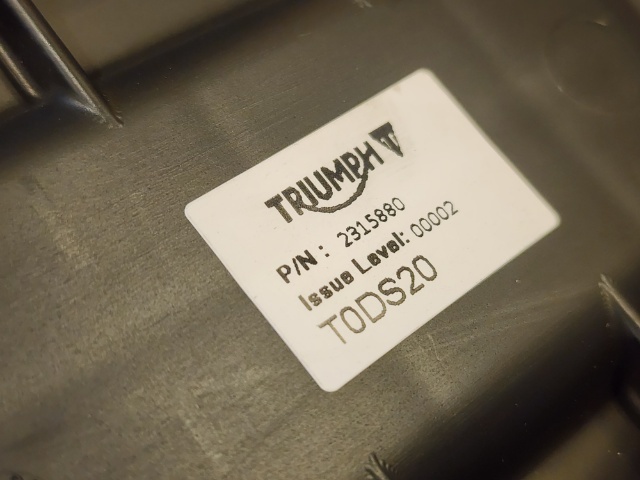 TRIUMPH
P/N: 2315880
Issue Level: 00002
T0DS20